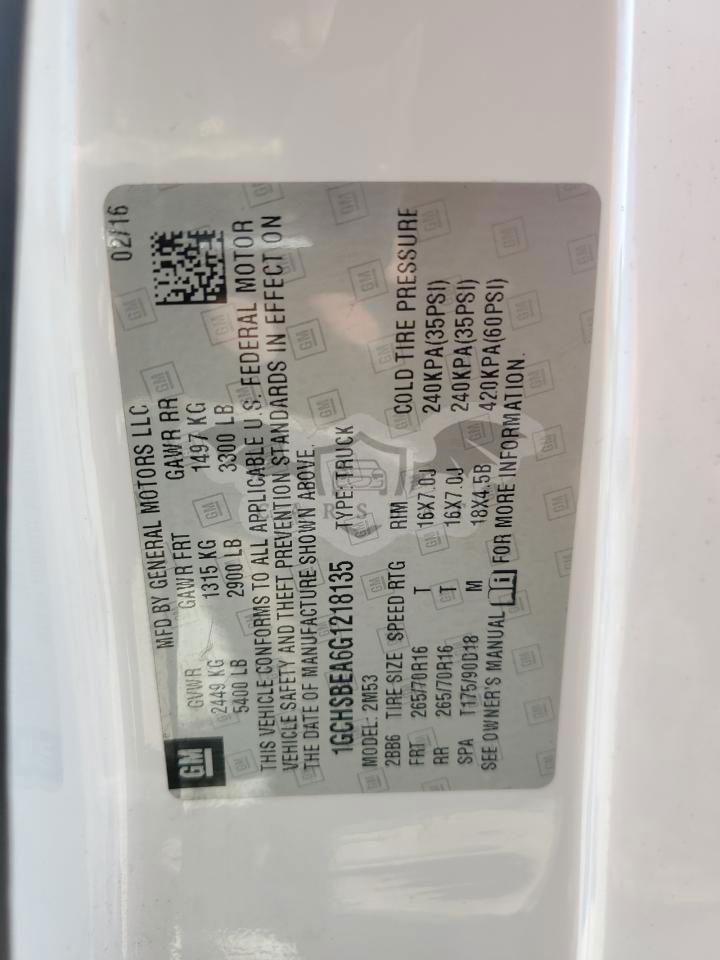 GM
MFD BY GENERAL MOTORS LLC 02/16
GVWR GAWR FRT GAWR RR
2449 KG 1315 KG 1497 KG
5400 LB 2900 LB 3300 LB
THIS VEHICLE CONFORMS TO ALL APPLICABLE U.S. FEDERAL MOTOR
VEHICLE SAFETY AND THEFT PREVENTION STANDARDS IN EFFECT ON
THE DATE OF MANUFACTURE SHOWN ABOVE.
1GCHSBEA6G1218135 TYPE: TRUCK
MODEL: 2M53
2BB6 TIRE SIZE SPEED RTG RIM COLD TIRE PRESSURE
FRT 265/70R16 T 16X7.0J 240KPA(35PSI)
RR 265/70R16 T 16X7.0J 240KPA(35PSI)
SPA T175/90D18 M 18X4.5B 420KPA(60PSI)
SEE OWNER'S MANUAL FOR MORE INFORMATION.